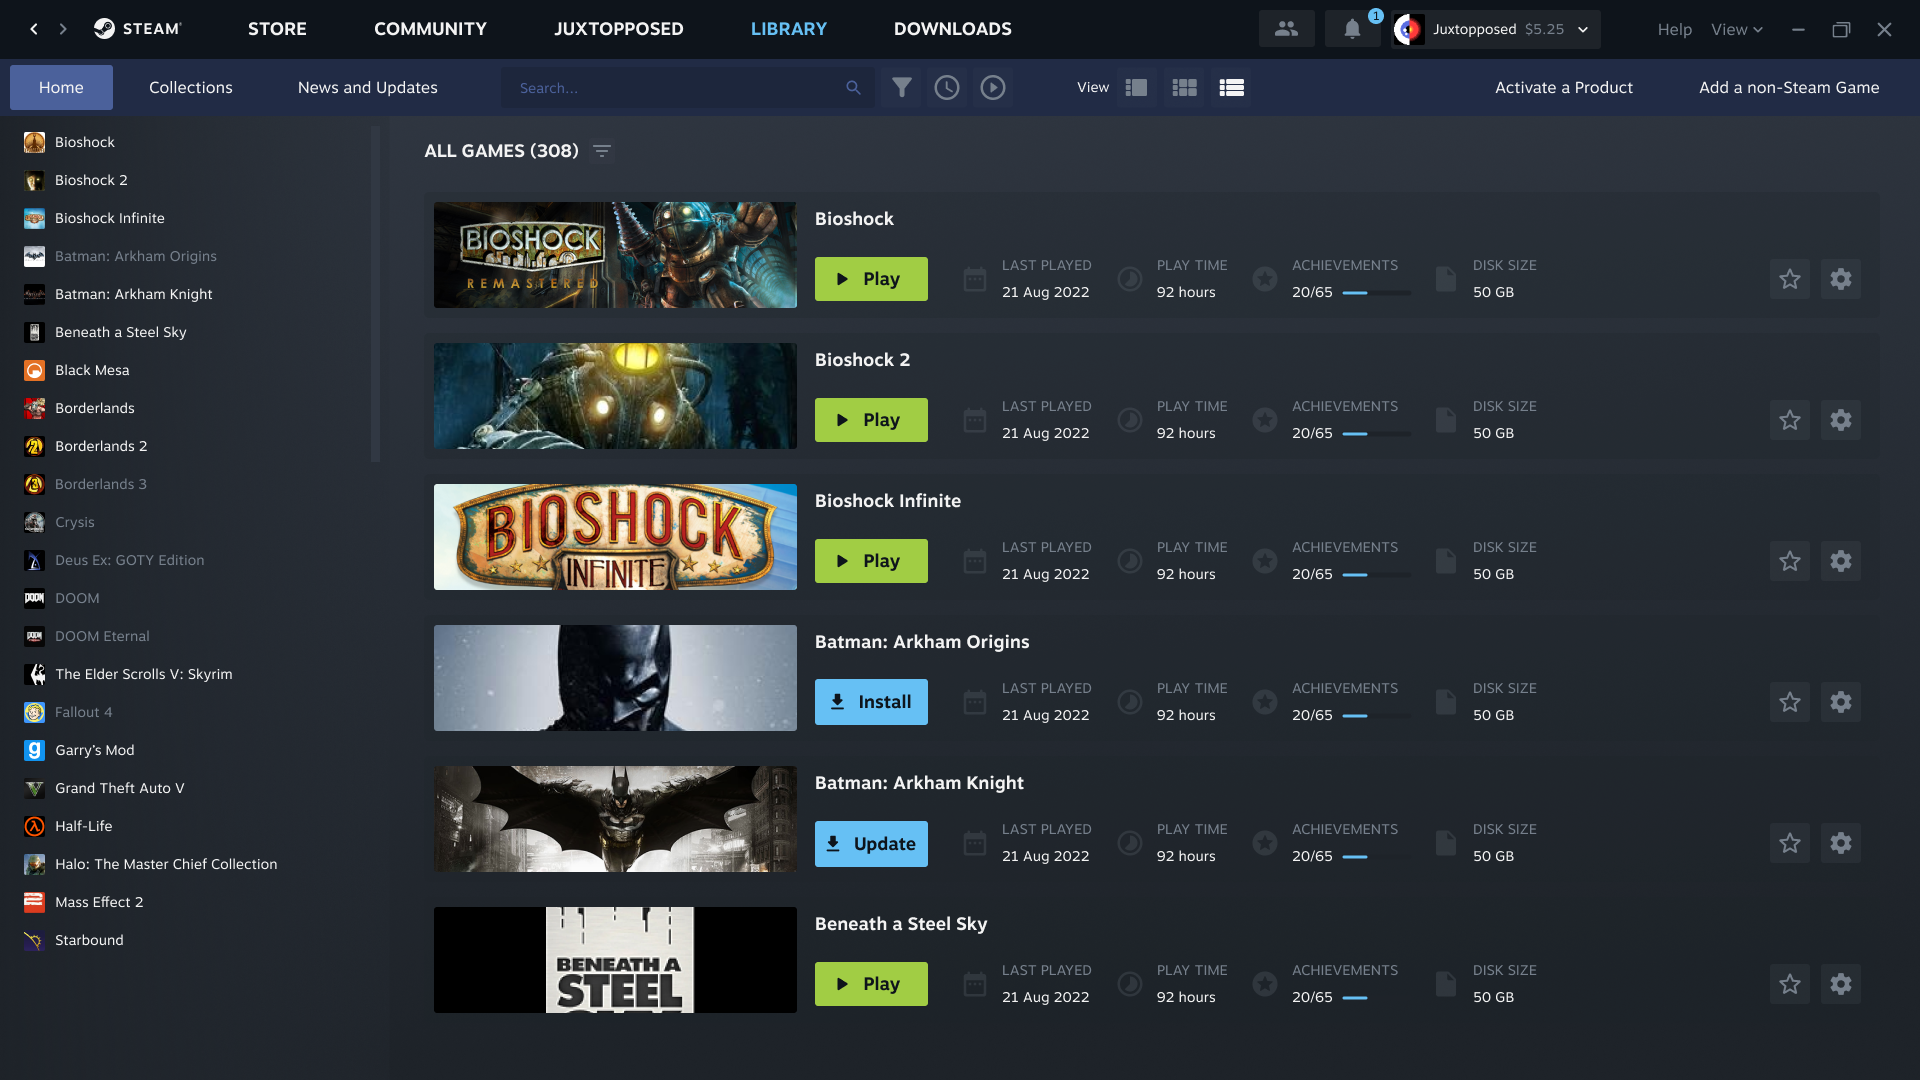 STEAM
STORE
COMMUNITY
JUXTOPPOSED
LIBRARY
DOWNLOADS
1
Juxtopposed $5.25
Help
View
Home
Collections
News and Updates
Search...
View
Activate a Product
Add a non-Steam Game
Bioshock
Bioshock 2
Bioshock Infinite
Batman: Arkham Origins
Batman: Arkham Knight
Beneath a Steel Sky
Black Mesa
Borderlands
Borderlands 2
Borderlands 3
Crysis
Deus Ex: GOTY Edition
DOOM
DOOM
DOOM Eternal
The Elder Scrolls V: Skyrim
Fallout 4
Garry's Mod
Grand Theft Auto V
Half-Life
Halo: The Master Chief Collection
Mass Effect 2
Starbound
ALL GAMES (308)
BIOSHOCK
REMASTERED
Bioshock
Play
LAST PLAYED
21 Aug 2022
PLAY TIME
92 hours
ACHIEVEMENTS
20/65
DISK SIZE
50 GB
Bioshock 2
Play
LAST PLAYED
21 Aug 2022
PLAY TIME
92 hours
ACHIEVEMENTS
20/65
DISK SIZE
50 GB
BIOSHOCK
INFINITE
Bioshock Infinite
Play
LAST PLAYED
21 Aug 2022
PLAY TIME
92 hours
ACHIEVEMENTS
20/65
DISK SIZE
50 GB
Batman: Arkham Origins
Install
LAST PLAYED
21 Aug 2022
PLAY TIME
92 hours
ACHIEVEMENTS
20/65
DISK SIZE
50 GB
Batman: Arkham Knight
Update
LAST PLAYED
21 Aug 2022
PLAY TIME
92 hours
ACHIEVEMENTS
20/65
DISK SIZE
50 GB
BENEATH A
STEEL
Beneath a Steel Sky
Play
LAST PLAYED
21 Aug 2022
PLAY TIME
92 hours
ACHIEVEMENTS
20/65
DISK SIZE
50 GB